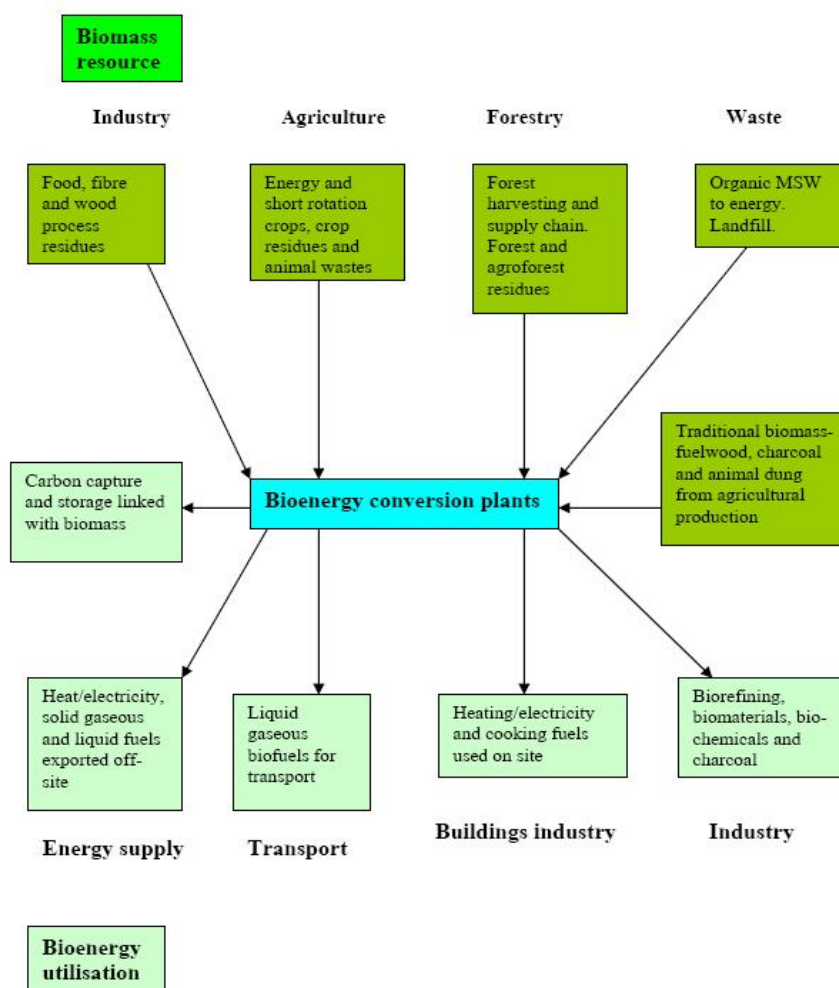 Biomass
resource
Industry
Agriculture
Forestry
Waste
Food, fibre
and wood
process
residues
Energy and
short rotation
crops, crop
residues and
animal wastes
Forest
harvesting and
supply chain.
Forest and
agroforest
residues
Organic MSW
to energy.
Landfill.
Carbon capture
and storage linked
with biomass
Bioenergy conversion plants
Traditional biomass-
fuelwood, charcoal
and animal dung
from agricultural
production
Heat/electricity,
solid gaseous
and liquid fuels
exported off-
site
Liquid
gaseous
biofuels for
transport
Heating/electricity
and cooking fuels
used on site
Biorefining,
biomaterials, bio-
chemicals and
charcoal
Energy supply
Transport
Buildings industry
Industry
Bioenergy
utilisation